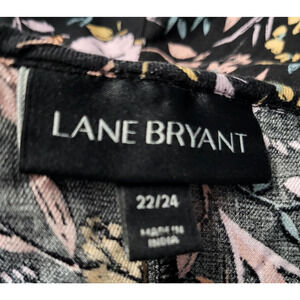 LANE BRYANT
22/24
MADE IN
INDIA